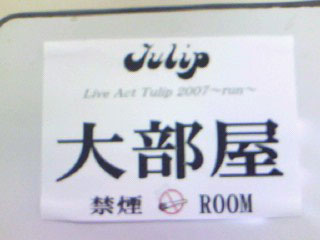 Tulip
Live Act Tulip 2007〜run〜
大部屋
禁煙 ROOM